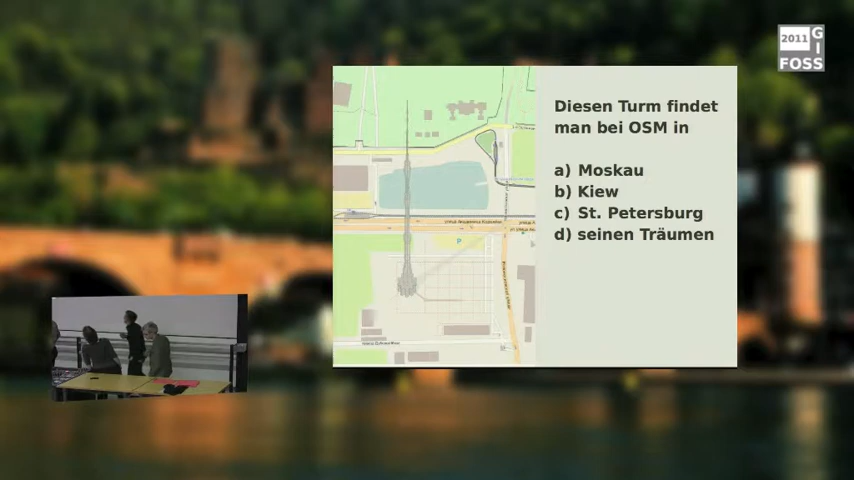 2011
G
I
FOSS
Diesen Turm findet
man bei OSM in
a) Moskau
b) Kiew
c) St. Petersburg
d) seinen Träumen
P